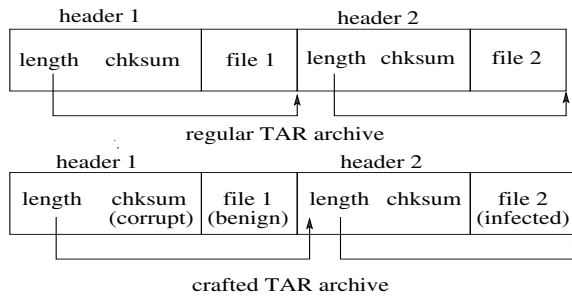 header 1 header 2
length chksum file 1 length chksum file 2
regular TAR archive
header 1 header 2
length chksum file 1 length chksum file 2
(corrupt) (benign) (infected)
crafted TAR archive